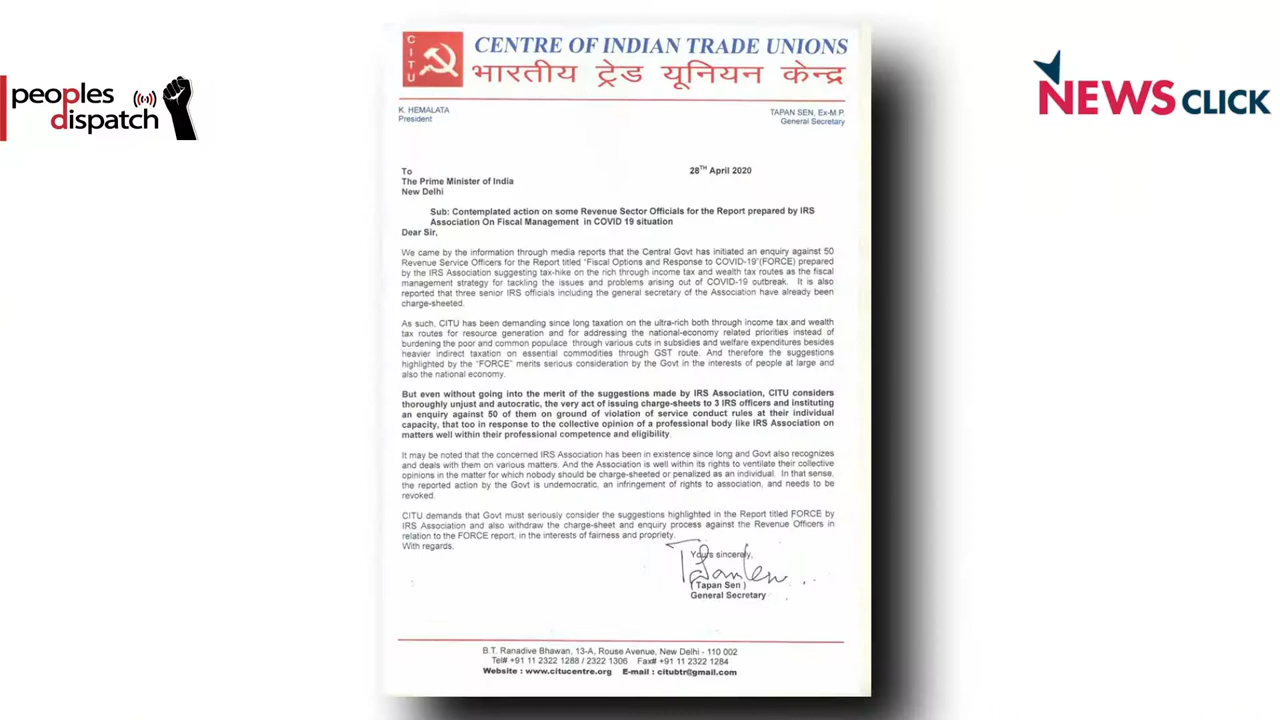 peoples
dispatch
NEWS CLICK
C I T U
CENTRE OF INDIAN TRADE UNIONS
भारतीय ट्रेड यूनियन केन्द्र
K. HEMALATA
President
TAPAN SEN, Ex-M.P.
General Secretary
To
28TH April 2020
The Prime Minister of India
New Delhi
Sub: Contemplated action on some Revenue Sector Officials for the Report prepared by IRS
Association On Fiscal Management in COVID 19 situation
Dear Sir,
We came by the information through media reports that the Central Govt has initiated an enquiry against 50
Revenue Service Officers for the Report titled "Fiscal Options and Response to COVID-19"(FORCE) prepared
by the IRS Association suggesting tax-hike on the rich through income tax and wealth tax routes as the fiscal
management strategy for tackling the issues and problems arising out of COVID-19 outbreak. It is also
reported that three senior IRS officials including the general secretary of the Association have already been
charge-sheeted.
As such, CITU has been demanding since long taxation on the ultra-rich both through income tax and wealth
tax routes for resource generation and for addressing the national-economy related priorities instead of
burdening the poor and common populace through various cuts in subsidies and welfare expenditures besides
heavier indirect taxation on essential commodities through GST route. And therefore the suggestions
highlighted by the "FORCE" merits serious consideration by the Govt in the interests of people at large and
also the national economy.
But even without going into the merit of the suggestions made by IRS Association, CITU considers
thoroughly unjust and autocratic, the very act of issuing charge-sheets to 3 IRS officers and instituting
an enquiry against 50 of them on ground of violation of service conduct rules at their individual
capacity, that too in response to the collective opinion of a professional body like IRS Association on
matters well within their professional competence and eligibility.
It may be noted that the concerned IRS Association has been in existence since long and Govt also recognizes
and deals with them on various matters. And the Association is well within its rights to ventilate their collective
opinions in the matter for which nobody should be charge-sheeted or penalized as an individual. In that sense,
the reported action by the Govt is undemocratic, an infringement of rights to association, and needs to be
revoked.
CITU demands that Govt must seriously consider the suggestions highlighted in the Report titled FORCE by
IRS Association and also withdraw the charge-sheet and enquiry process against the Revenue Officers in
relation to the FORCE report, in the interests of fairness and propriety.
With regards.
Yours sincerely,
Tapan Sen
( Tapan Sen )
General Secretary
B.T. Ranadive Bhawan, 13-A, Rouse Avenue, New Delhi - 110 002
Tel# +91 11 2322 1288 / 2322 1306 Fax# +91 11 2322 1284
Website : www.citucentre.org E-mail : citubtr@gmail.com